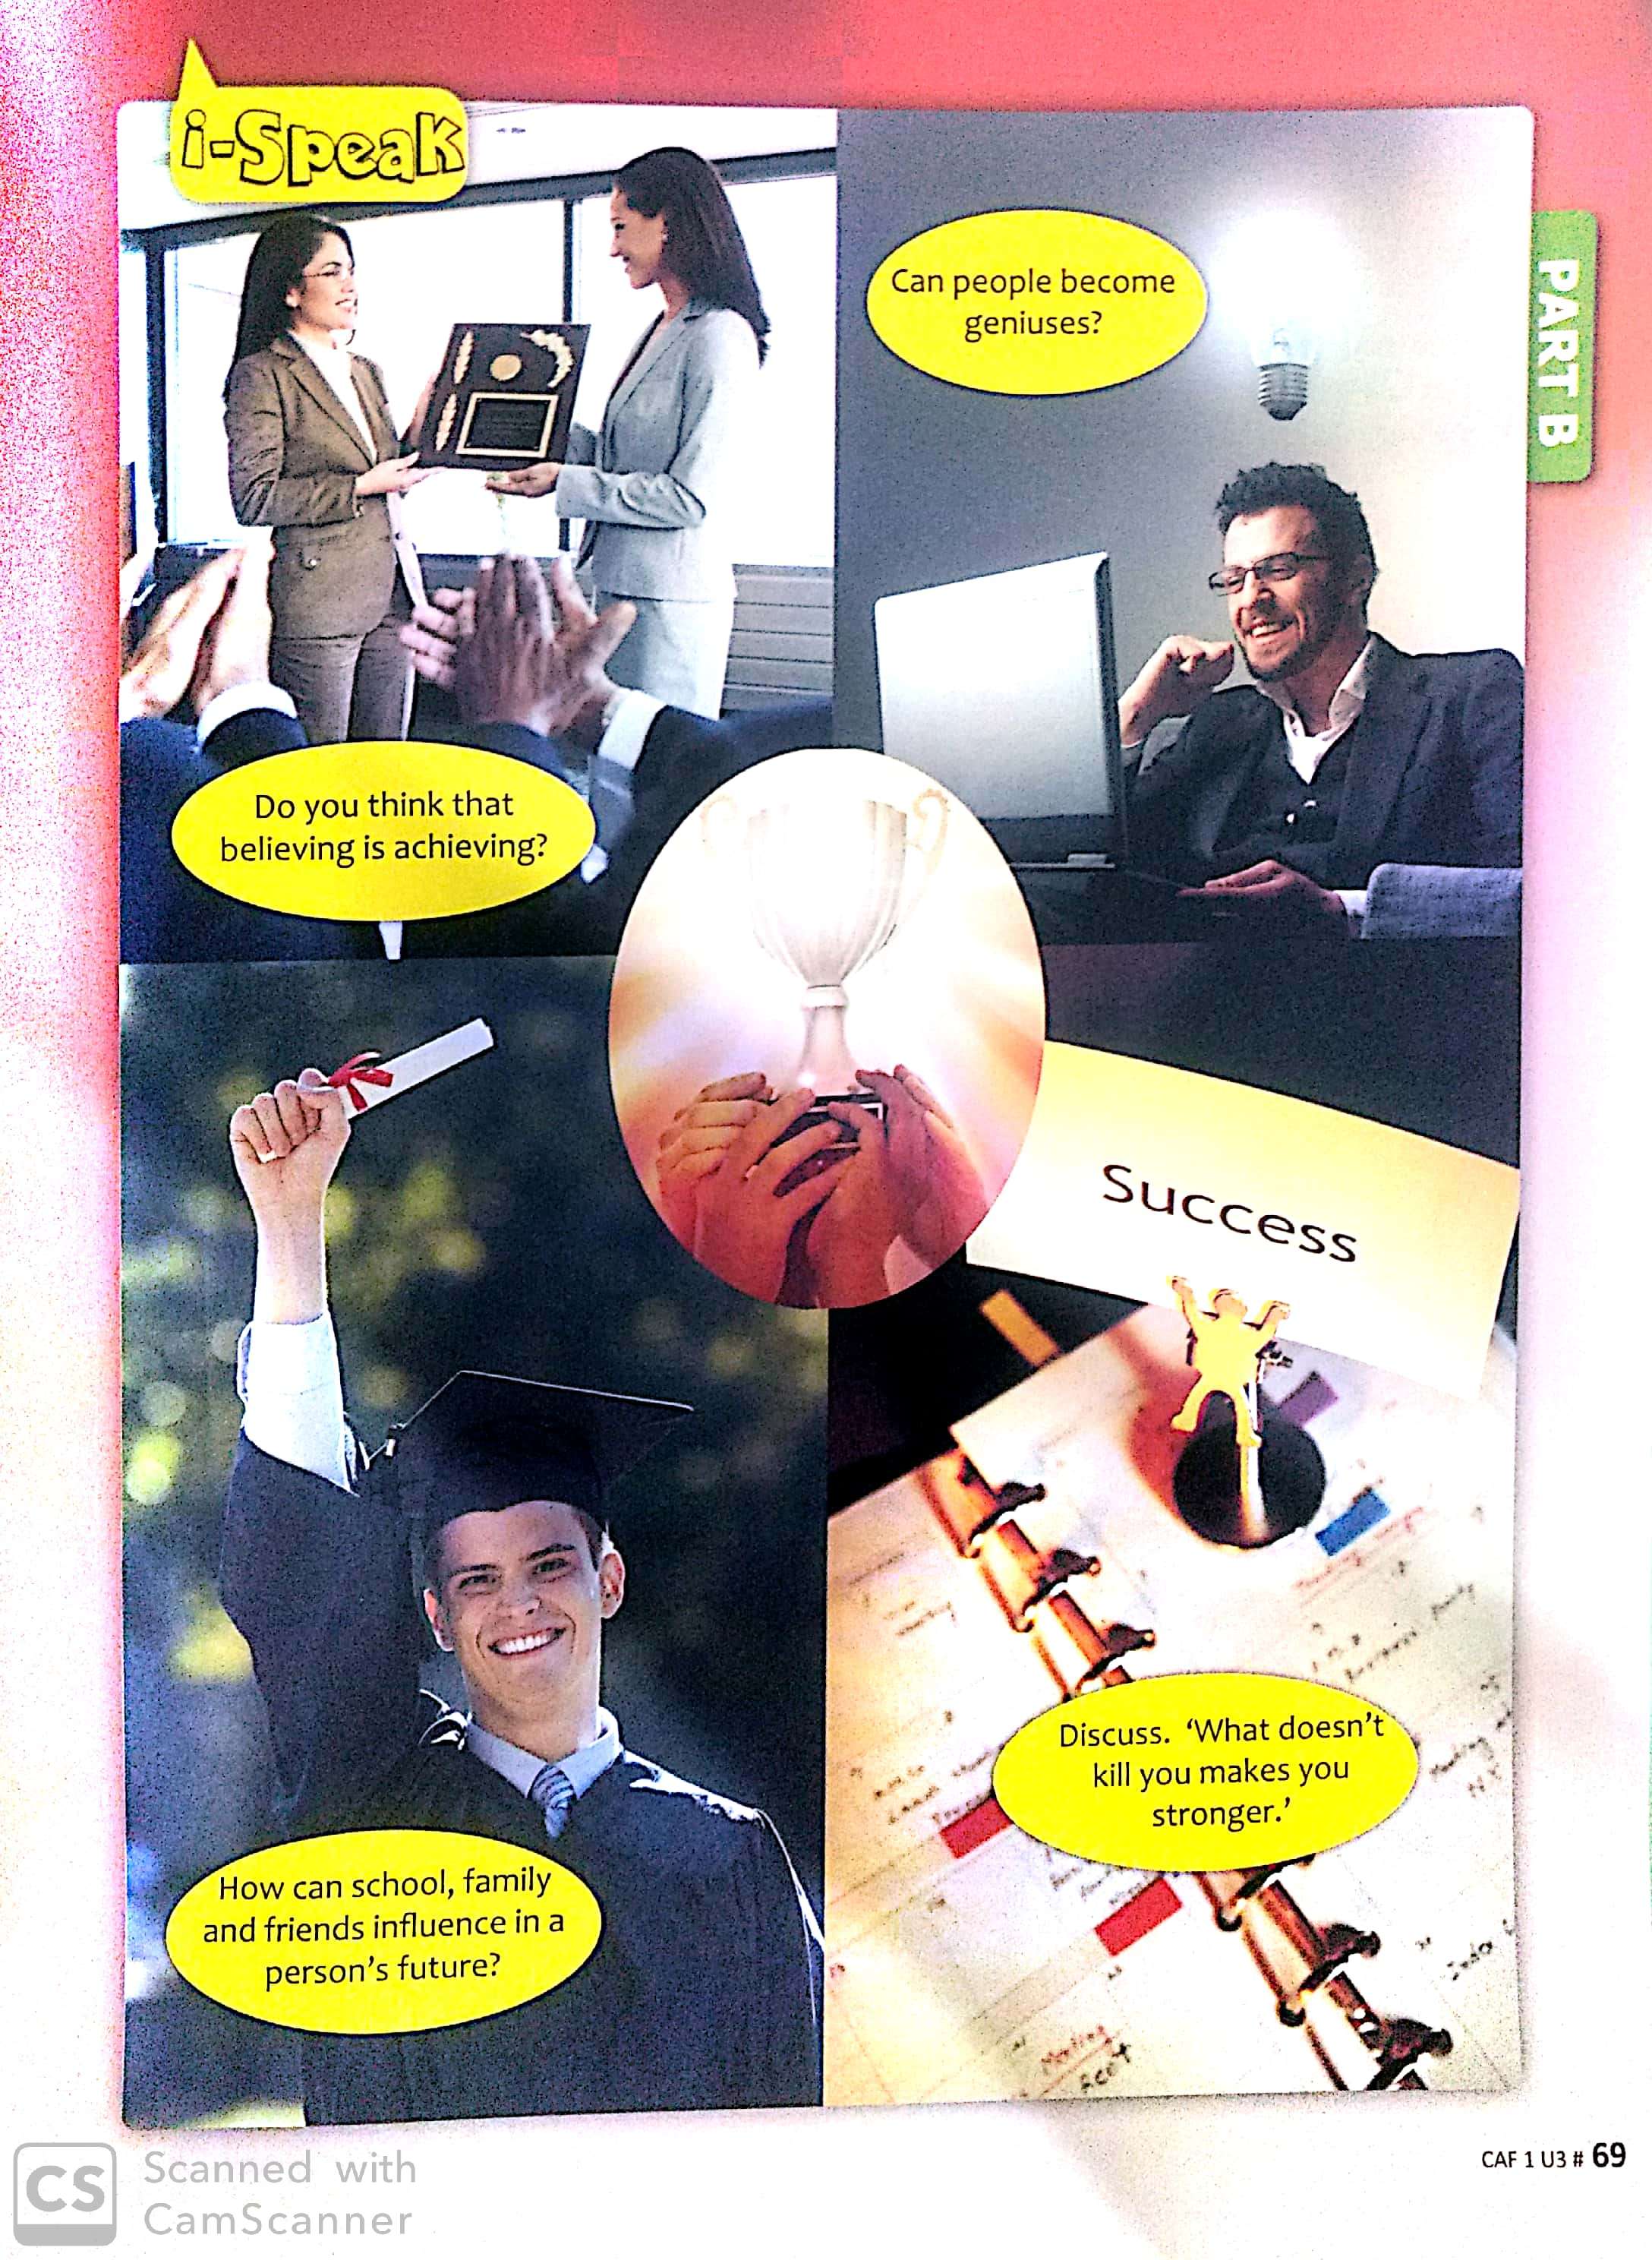 i-Speak
PART B
Can people become
geniuses?
Do you think that
believing is achieving?
Success
Discuss. ‘What doesn’t
kill you makes you
stronger.’
How can school, family
and friends influence in a
person’s future?
Meeting
CAF 1 U3 # 69
CS
Scanned with
CamScanner